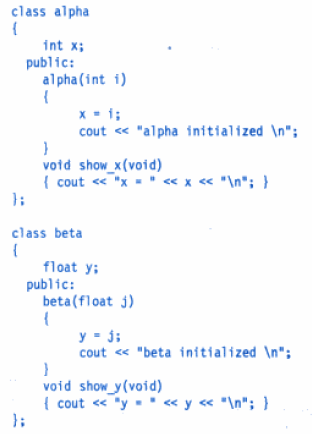 class alpha
{
int x;
public:
alpha(int i)
{
x = i;
cout << "alpha initialized \n";
}
void show_x(void)
{ cout << "x = " << x << "\n"; }
};
class beta
{
float y;
public:
beta(float j)
{
y = j;
cout << "beta initialized \n";
}
void show_y(void)
{ cout << "y = " << y << "\n"; }
};